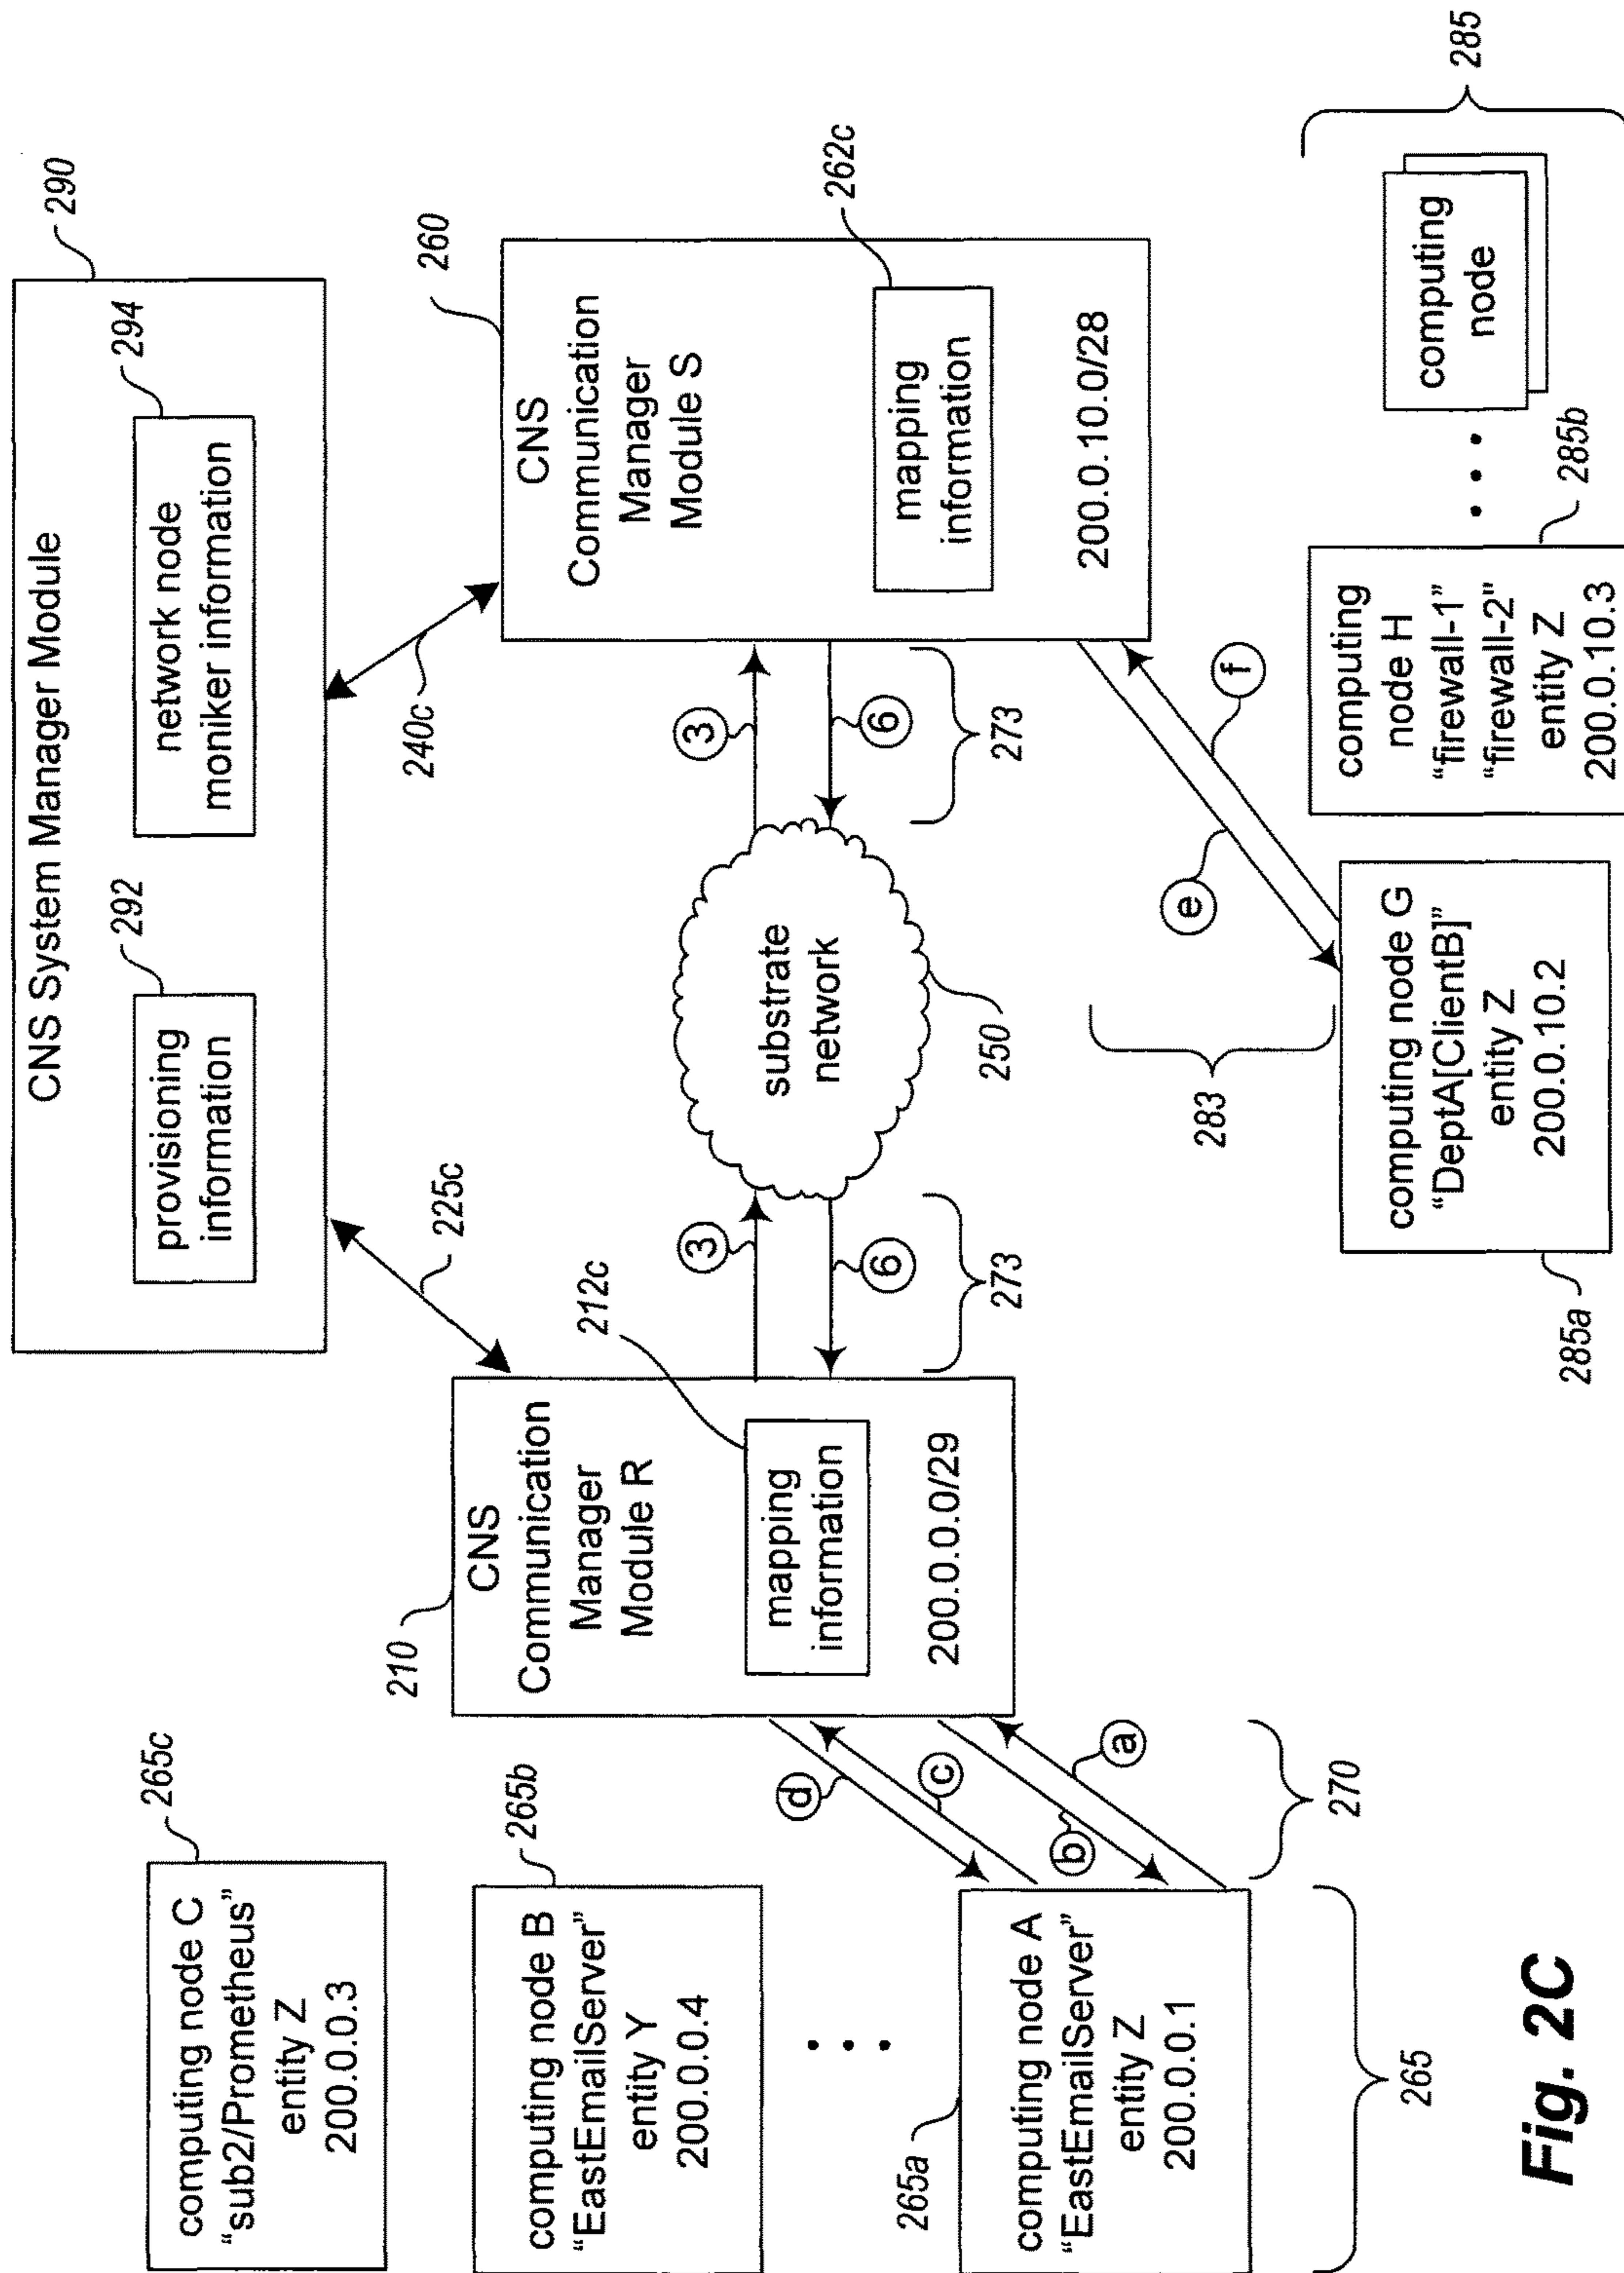 CNS System Manager Module
290
provisioning
information
292
network node
moniker information
294
225c
240c
computing node C
“sub2/Prometheus”
entity Z
200.0.0.3
265c
computing node B
“EastEmailServer”
entity Y
200.0.0.4
265b
computing node A
“EastEmailServer”
entity Z
200.0.0.1
265a
265
d
c
b
a
270
210
CNS
Communication
Manager
Module R
mapping
information
212c
200.0.0.0/29
3
6
273
substrate
network
250
3
6
273
260
CNS
Communication
Manager
Module S
mapping
information
262c
200.0.10.0/28
e
f
283
computing node G
“DeptA[ClientB]”
entity Z
200.0.10.2
285a
computing
node H
“firewall-1”
“firewall-2”
entity Z
200.0.10.3
285b
computing
node
285
Fig. 2C